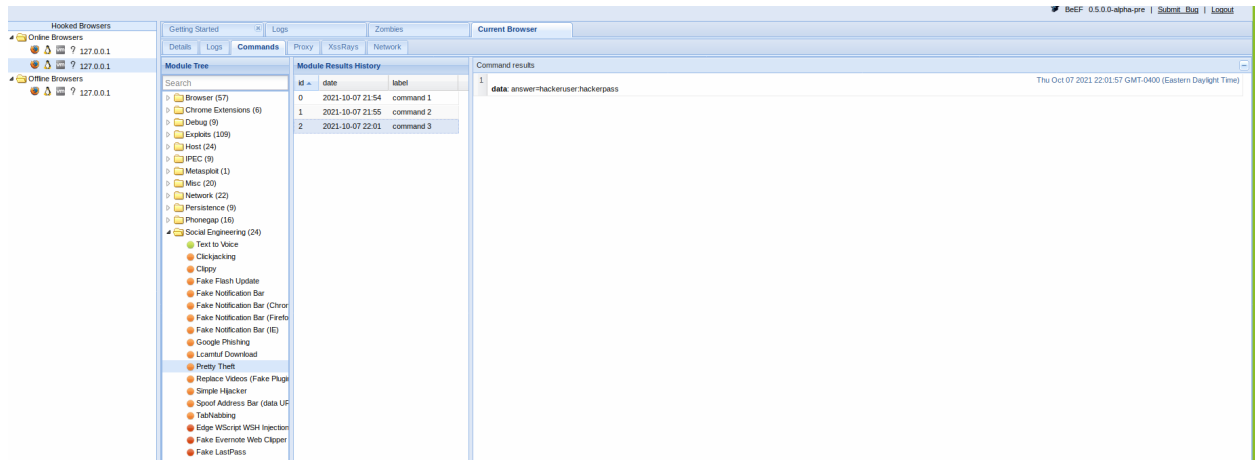 BeEF 0.5.0.0-alpha-pre | Submit Bug | Logout
Hooked Browsers
Online Browsers
? 127.0.0.1
? 127.0.0.1
Offline Browsers
? 127.0.0.1
Getting Started
Logs
Zombies
Current Browser
Details
Logs
Commands
Proxy
XssRays
Network
Module Tree
Search
Browser (57)
Chrome Extensions (6)
Debug (9)
Exploits (109)
Host (24)
IPEC (9)
Metasploit (1)
Misc (20)
Network (22)
Persistence (9)
Phonegap (16)
Social Engineering (24)
Text to Voice
Clickjacking
Clippy
Fake Flash Update
Fake Notification Bar
Fake Notification Bar (Chror
Fake Notification Bar (Firefo
Fake Notification Bar (IE)
Google Phishing
Lcamtuf Download
Pretty Theft
Replace Videos (Fake Plugi
Simple Hijacker
Spoof Address Bar (data UF
TabNabbing
Edge WScript WSH Injection
Fake Evernote Web Clipper
Fake LastPass
Module Results History
id date label
0 2021-10-07 21:54 command 1
1 2021-10-07 21:55 command 2
2 2021-10-07 22:01 command 3
Command results
1 Thu Oct 07 2021 22:01:57 GMT-0400 (Eastern Daylight Time)
data: answer=hackeruser:hackerpass